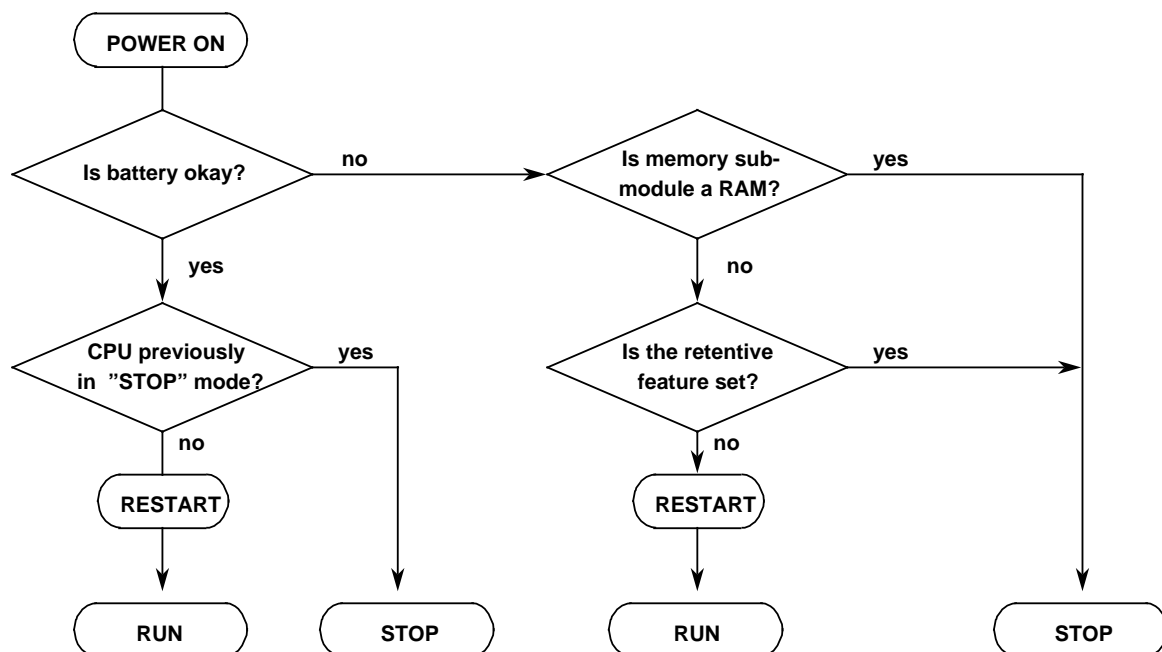 POWER ON
Is battery okay?
no
Is memory sub-
module a RAM?
yes
yes
no
CPU previously
in ”STOP” mode?
yes
Is the retentive
feature set?
yes
no
no
RESTART
RESTART
RUN
STOP
RUN
STOP